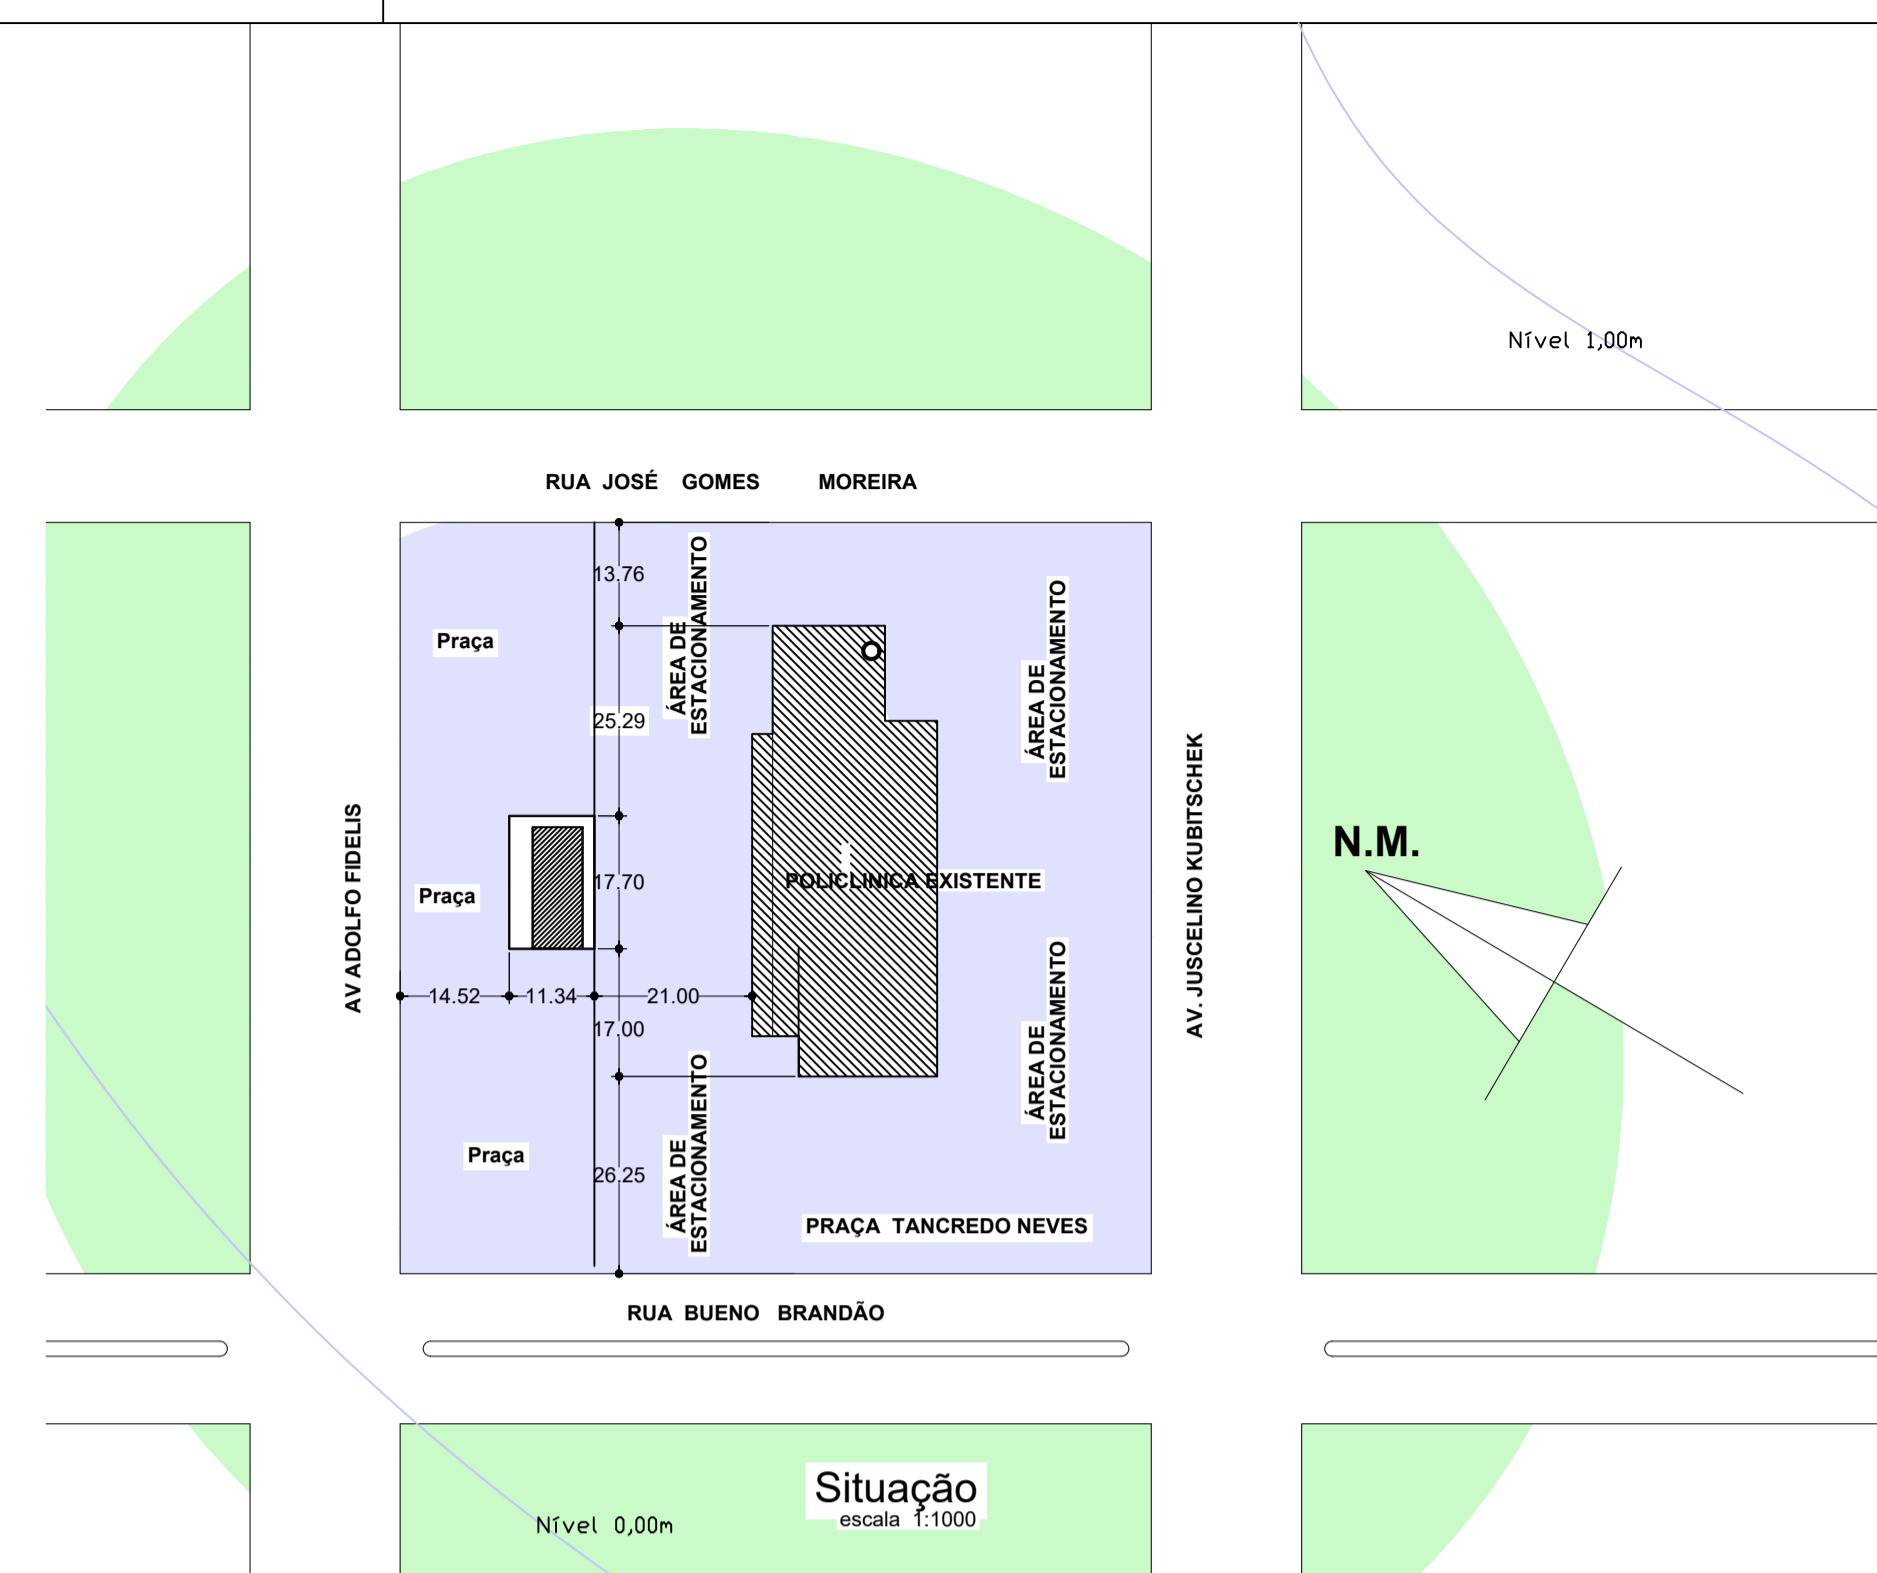 Nível 1,00m
RUA JOSÉ GOMES MOREIRA
13.76
ÁREA DE
ESTACIONAMENTO
ÁREA DE
ESTACIONAMENTO
Praça
25.29
AV ADOLFO FIDELIS
AV. JUSCELINO KUBITSCHEK
N.M.
17.70
POLICLINICA EXISTENTE
Praça
14.52
11.34
21.00
17.00
ÁREA DE
ESTACIONAMENTO
ÁREA DE
ESTACIONAMENTO
Praça
26.25
PRAÇA TANCREDO NEVES
RUA BUENO BRANDÃO
Situação
escala 1:1000
Nível 0,00m